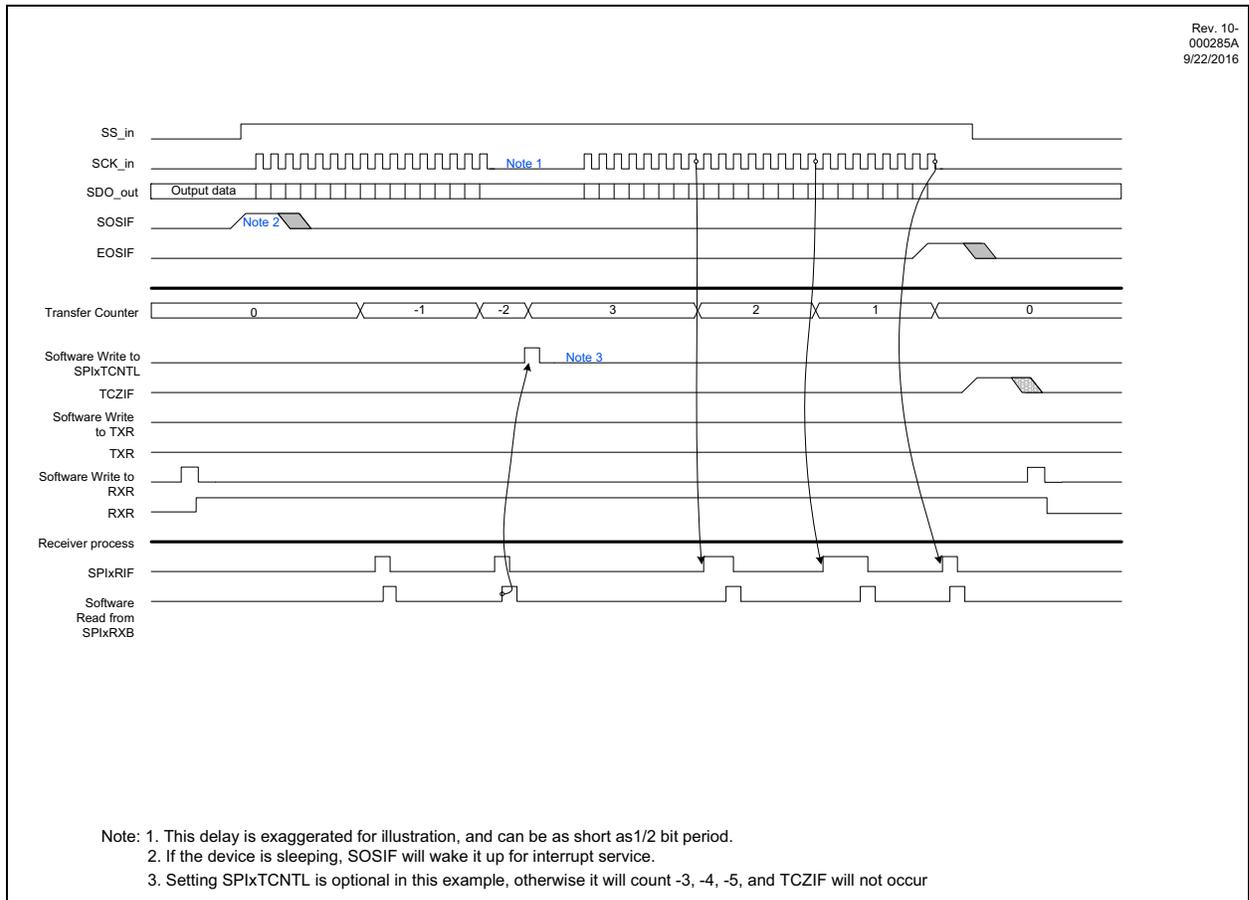 Rev. 10-
000285A
9/22/2016
SS_in
SCK_in
Note 1
SDO_out
Output data
SOSIF
Note 2
EOSIF
Transfer Counter
0
-1
-2
3
2
1
0
Software Write to
SPIxTCNTL
Note 3
TCZIF
Software Write
to TXR
TXR
Software Write to
RXR
RXR
Receiver process
SPIxRIF
Software
Read from
SPIxRXB
Note: 1. This delay is exaggerated for illustration, and can be as short as1/2 bit period.
2. If the device is sleeping, SOSIF will wake it up for interrupt service.
3. Setting SPIxTCNTL is optional in this example, otherwise it will count -3, -4, -5, and TCZIF will not occur